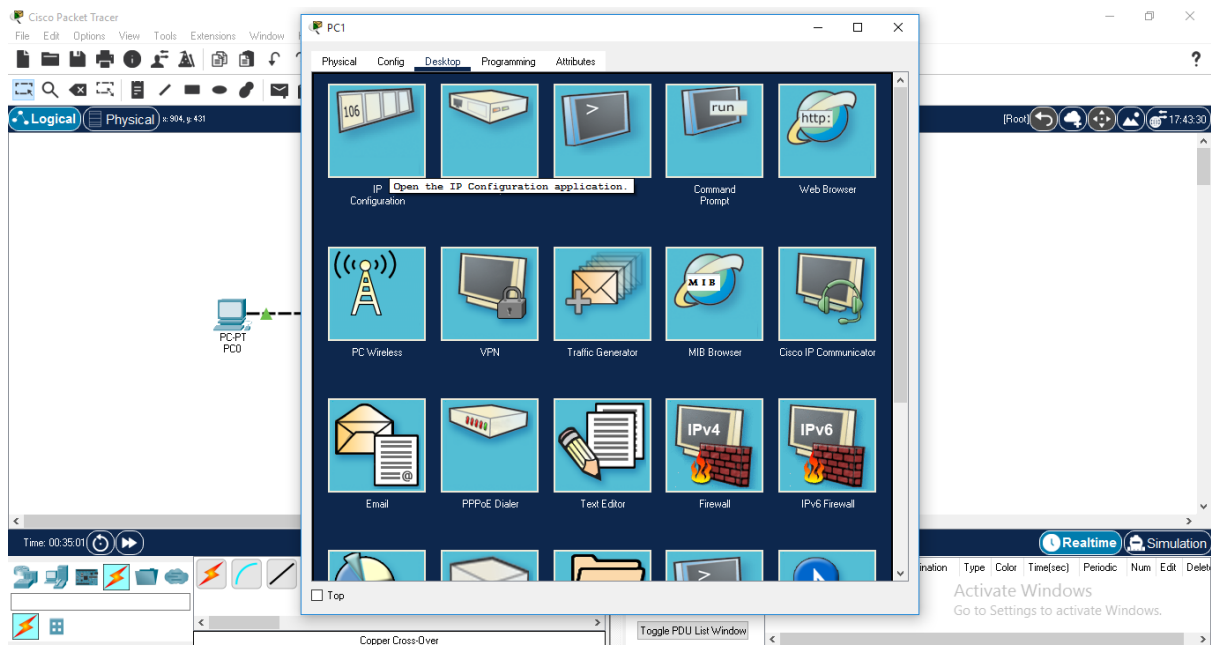 Cisco Packet Tracer
File Edit Options View Tools Extensions Window
?
Logical Physical x: 904, y: 431
[Root] 17:43:30
PC-PT
PC0
PC1
Physical Config Desktop Programming Attributes
106
>
run
http:
IP
Configuration
Open the IP Configuration application.
Command
Prompt
Web Browser
MIB
PC Wireless
VPN
Traffic Generator
MIB Browser
Cisco IP Communicator
@
IPv4
IPv6
Email
PPPoE Dialer
Text Editor
Firewall
IPv6 Firewall
>
Top
Time: 00:35:01
Realtime Simulation
ination Type Color Time(sec) Periodic Num Edit Delet
Activate Windows
Go to Settings to activate Windows.
Toggle PDU List Window
Copper Cross-Over